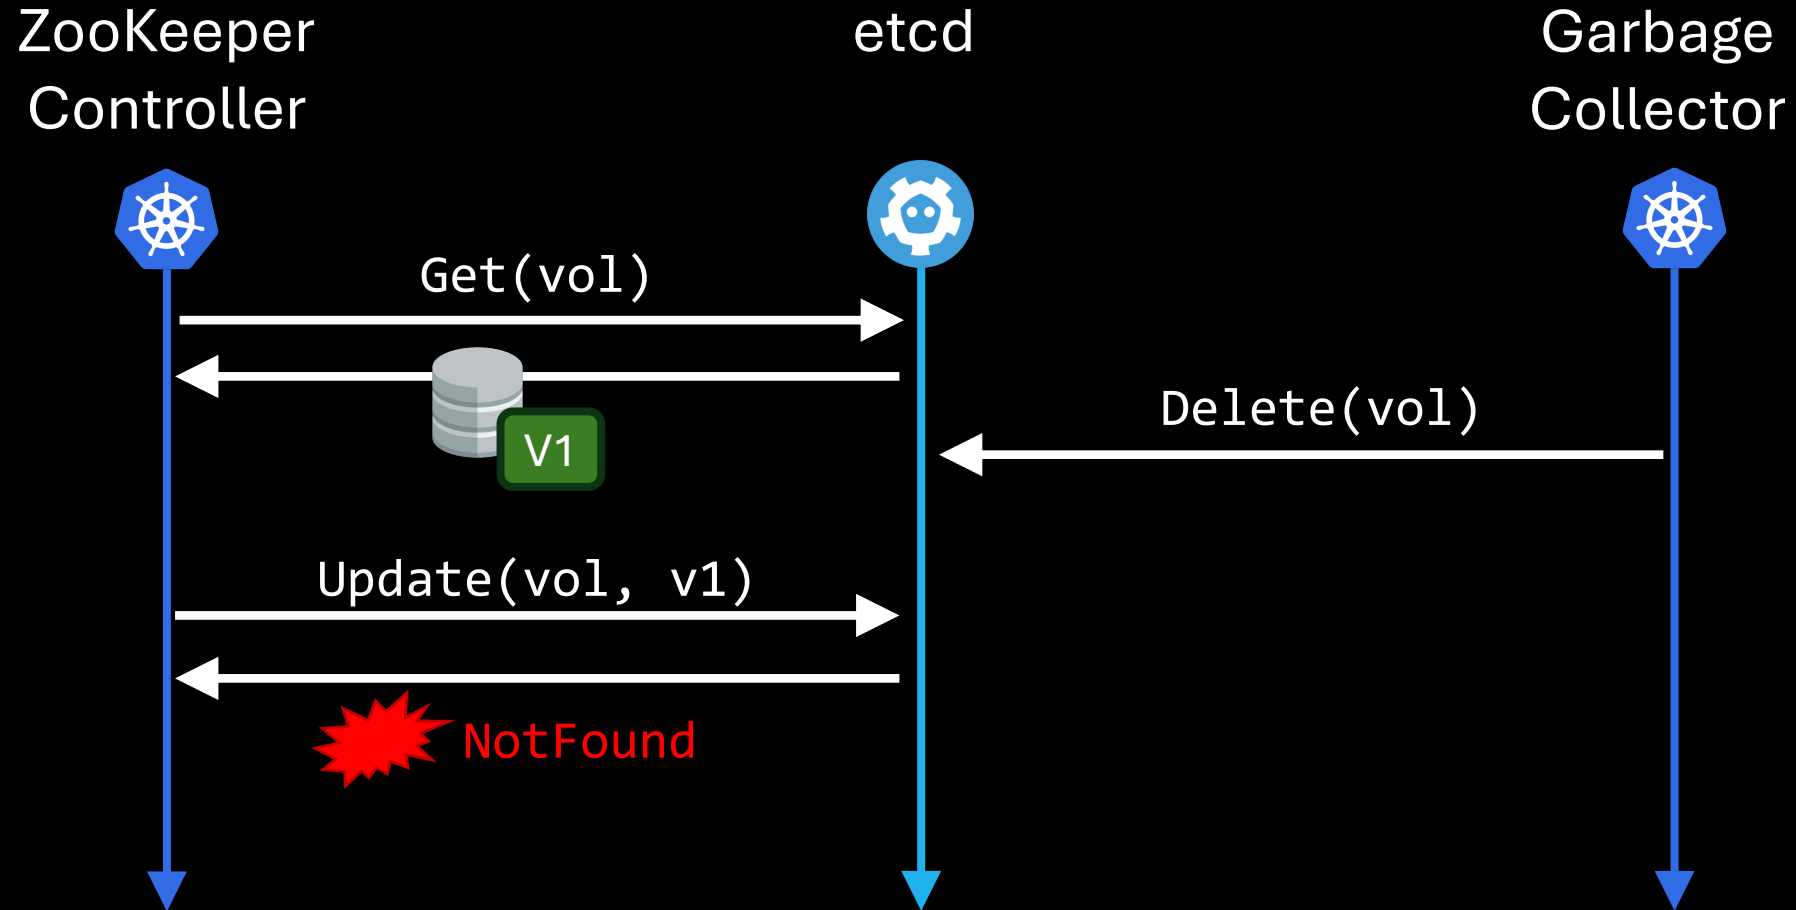 ZooKeeper
Controller
etcd
Garbage
Collector
Get(vol)
V1
Delete(vol)
Update(vol, v1)
NotFound